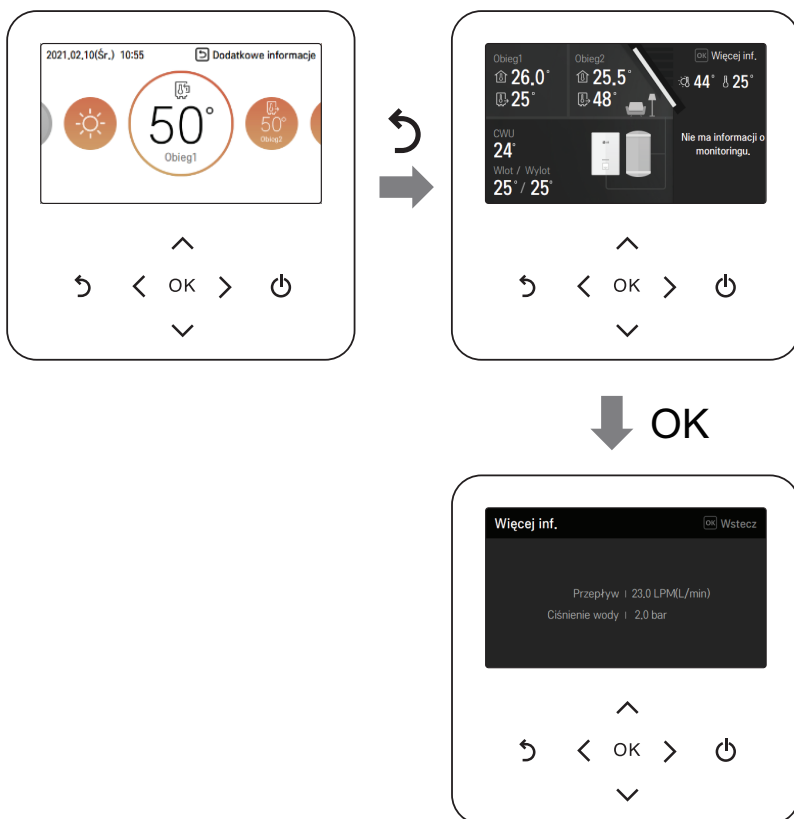 2021.02.10(Śr.) 10:55 Dodatkowe informacje
50°
Obieg1
50°
Obieg2
OK
OK
Obieg1
26.0°
25°
Obieg2
25.5°
48°
OK Więcej inf.
44° 25°
CWU
24°
Wlot / Wylot
25° / 25°
Nie ma informacji o
monitoringu.
OK
Więcej inf.
OK Wstecz
Przepływ | 23.0 LPM(L/min)
Ciśnienie wody | 2.0 bar
OK